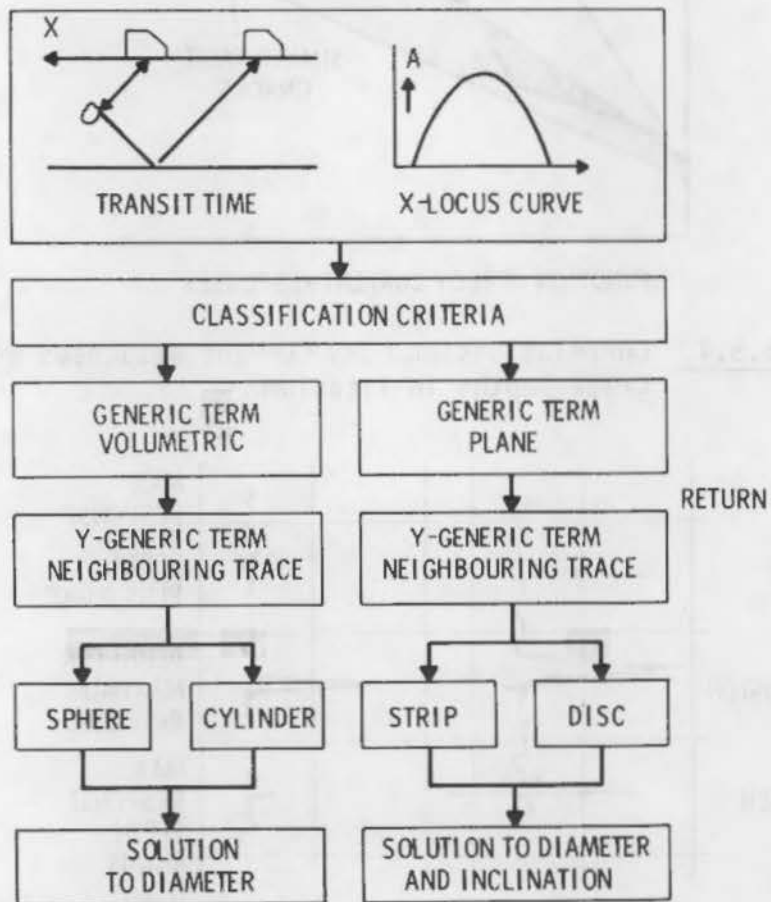 X
A
TRANSIT TIME
X-LOCUS CURVE
CLASSIFICATION CRITERIA
GENERIC TERM
VOLUMETRIC
GENERIC TERM
PLANE
RETURN
Y-GENERIC TERM
NEIGHBOURING TRACE
Y-GENERIC TERM
NEIGHBOURING TRACE
SPHERE
CYLINDER
STRIP
DISC
SOLUTION
TO DIAMETER
SOLUTION TO DIAMETER
AND INCLINATION